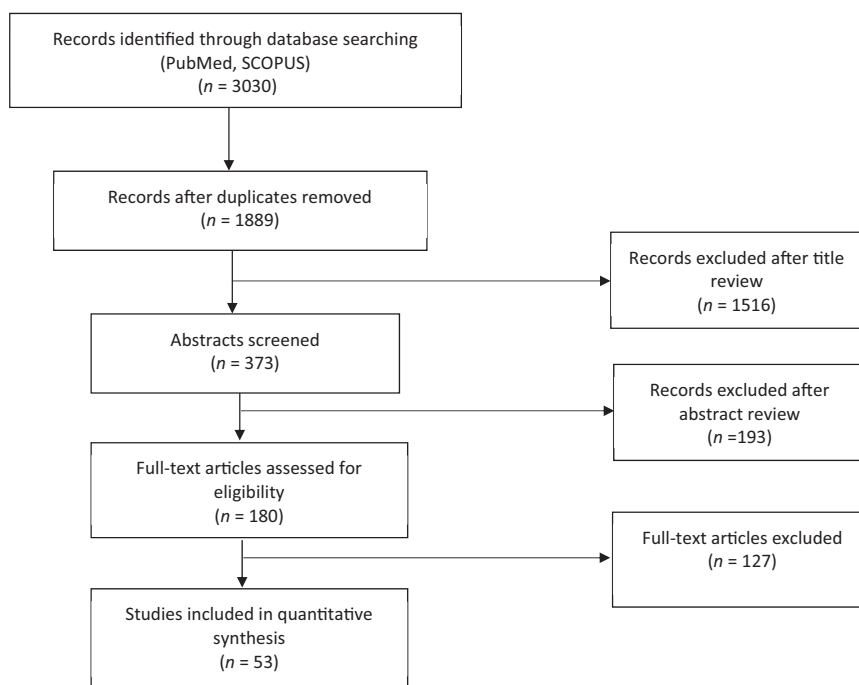 Records identified through database searching
(PubMed, SCOPUS)
(n = 3030)
Records after duplicates removed
(n = 1889)
Records excluded after title
review
(n = 1516)
Abstracts screened
(n = 373)
Records excluded after
abstract review
(n =193)
Full-text articles assessed for
eligibility
(n = 180)
Full-text articles excluded
(n = 127)
Studies included in quantitative
synthesis
(n = 53)